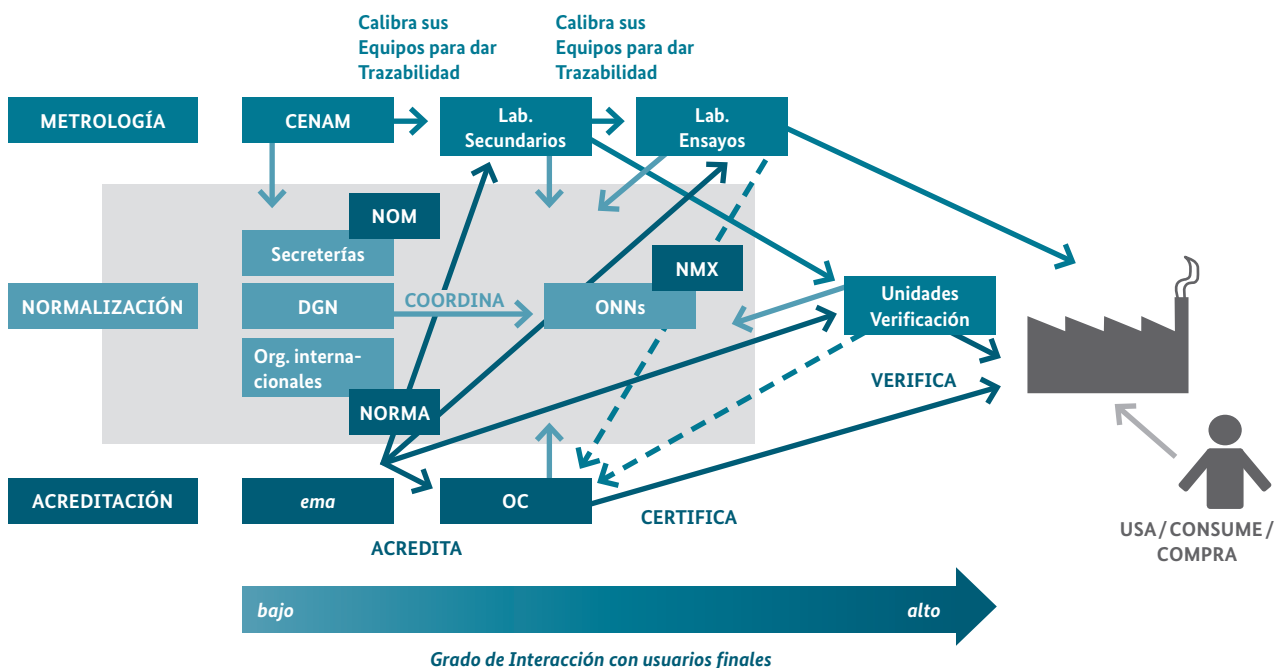 Calibra sus
Equipos para dar
Trazabilidad
Calibra sus
Equipos para dar
Trazabilidad
METROLOGÍA
CENAM
Lab.
Secundarios
Lab.
Ensayos
NOM
Secreterías
NMX
NORMALIZACIÓN
DGN
COORDINA
ONNs
Unidades
Verificación
Org. interna-
cionales
NORMA
VERIFICA
ACREDITACIÓN
ema
OC
CERTIFICA
ACREDITA
USA/CONSUME/
COMPRA
bajo
alto
Grado de Interacción con usuarios finales